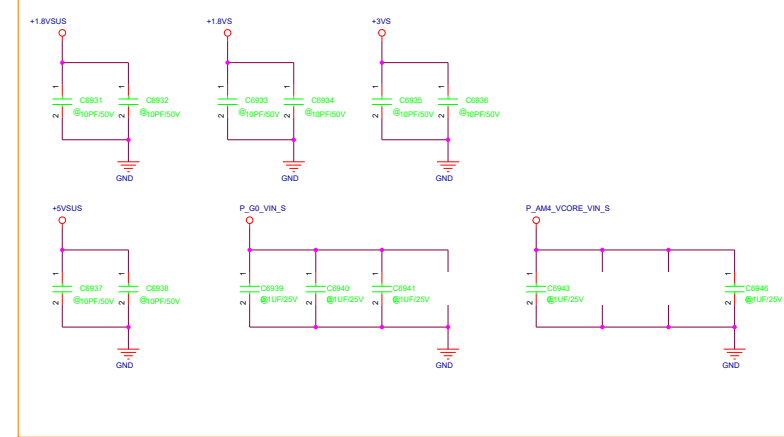 +1.8VSUS
+1.8VS
+3VS
1
1
1
1
1
1
C6931
C6932
C6933
C6934
C6935
C6936
@10PF/50V
@10PF/50V
@10PF/50V
@10PF/50V
@10PF/50V
@10PF/50V
2
2
2
2
2
2
GND
GND
GND
+5VSUS
P_G0_VIN_S
P_AM4_VCORE_VIN_S
1
1
1
1
1
1
1
C6937
C6938
C6939
C6940
C6941
C6943
C6946
@10PF/50V
@10PF/50V
@1UF/25V
@1UF/25V
@1UF/25V
@1UF/25V
@1UF/25V
2
2
2
2
2
2
2
GND
GND
GND